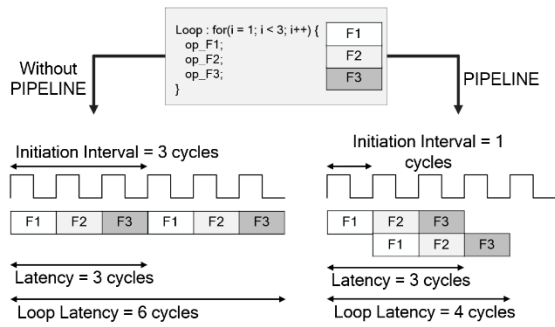 Loop : for(i = 1; i < 3; i++) {
op_F1;
op_F2;
op_F3;
}
F1
F2
F3
Without
PIPELINE
PIPELINE
Initiation Interval = 3 cycles
F1 F2 F3 F1 F2 F3
Latency = 3 cycles
Loop Latency = 6 cycles
Initiation Interval = 1
cycles
F1 F2 F3
F1 F2 F3
Latency = 3 cycles
Loop Latency = 4 cycles